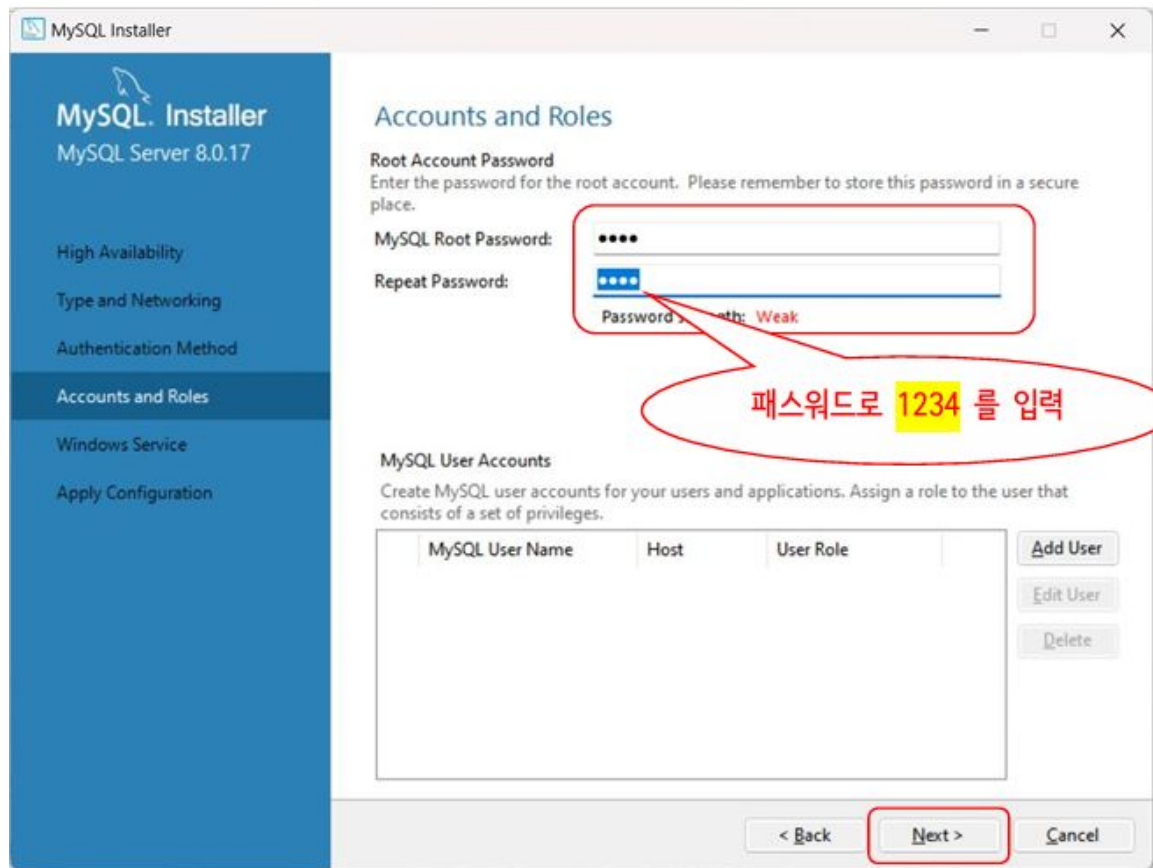 MySQL Installer
MySQL. Installer
MySQL Server 8.0.17
High Availability
Type and Networking
Authentication Method
Accounts and Roles
Windows Service
Apply Configuration
Accounts and Roles
Root Account Password
Enter the password for the root account.  Please remember to store this password in a secure
place.
MySQL Root Password:
Repeat Password:
Password Weak
패스워드로 1234 를 입력
MySQL User Accounts
Create MySQL user accounts for your users and applications. Assign a role to the user that
consists of a set of privileges.
MySQL User Name Host User Role
Add User
Edit User
Delete
< Back Next > Cancel